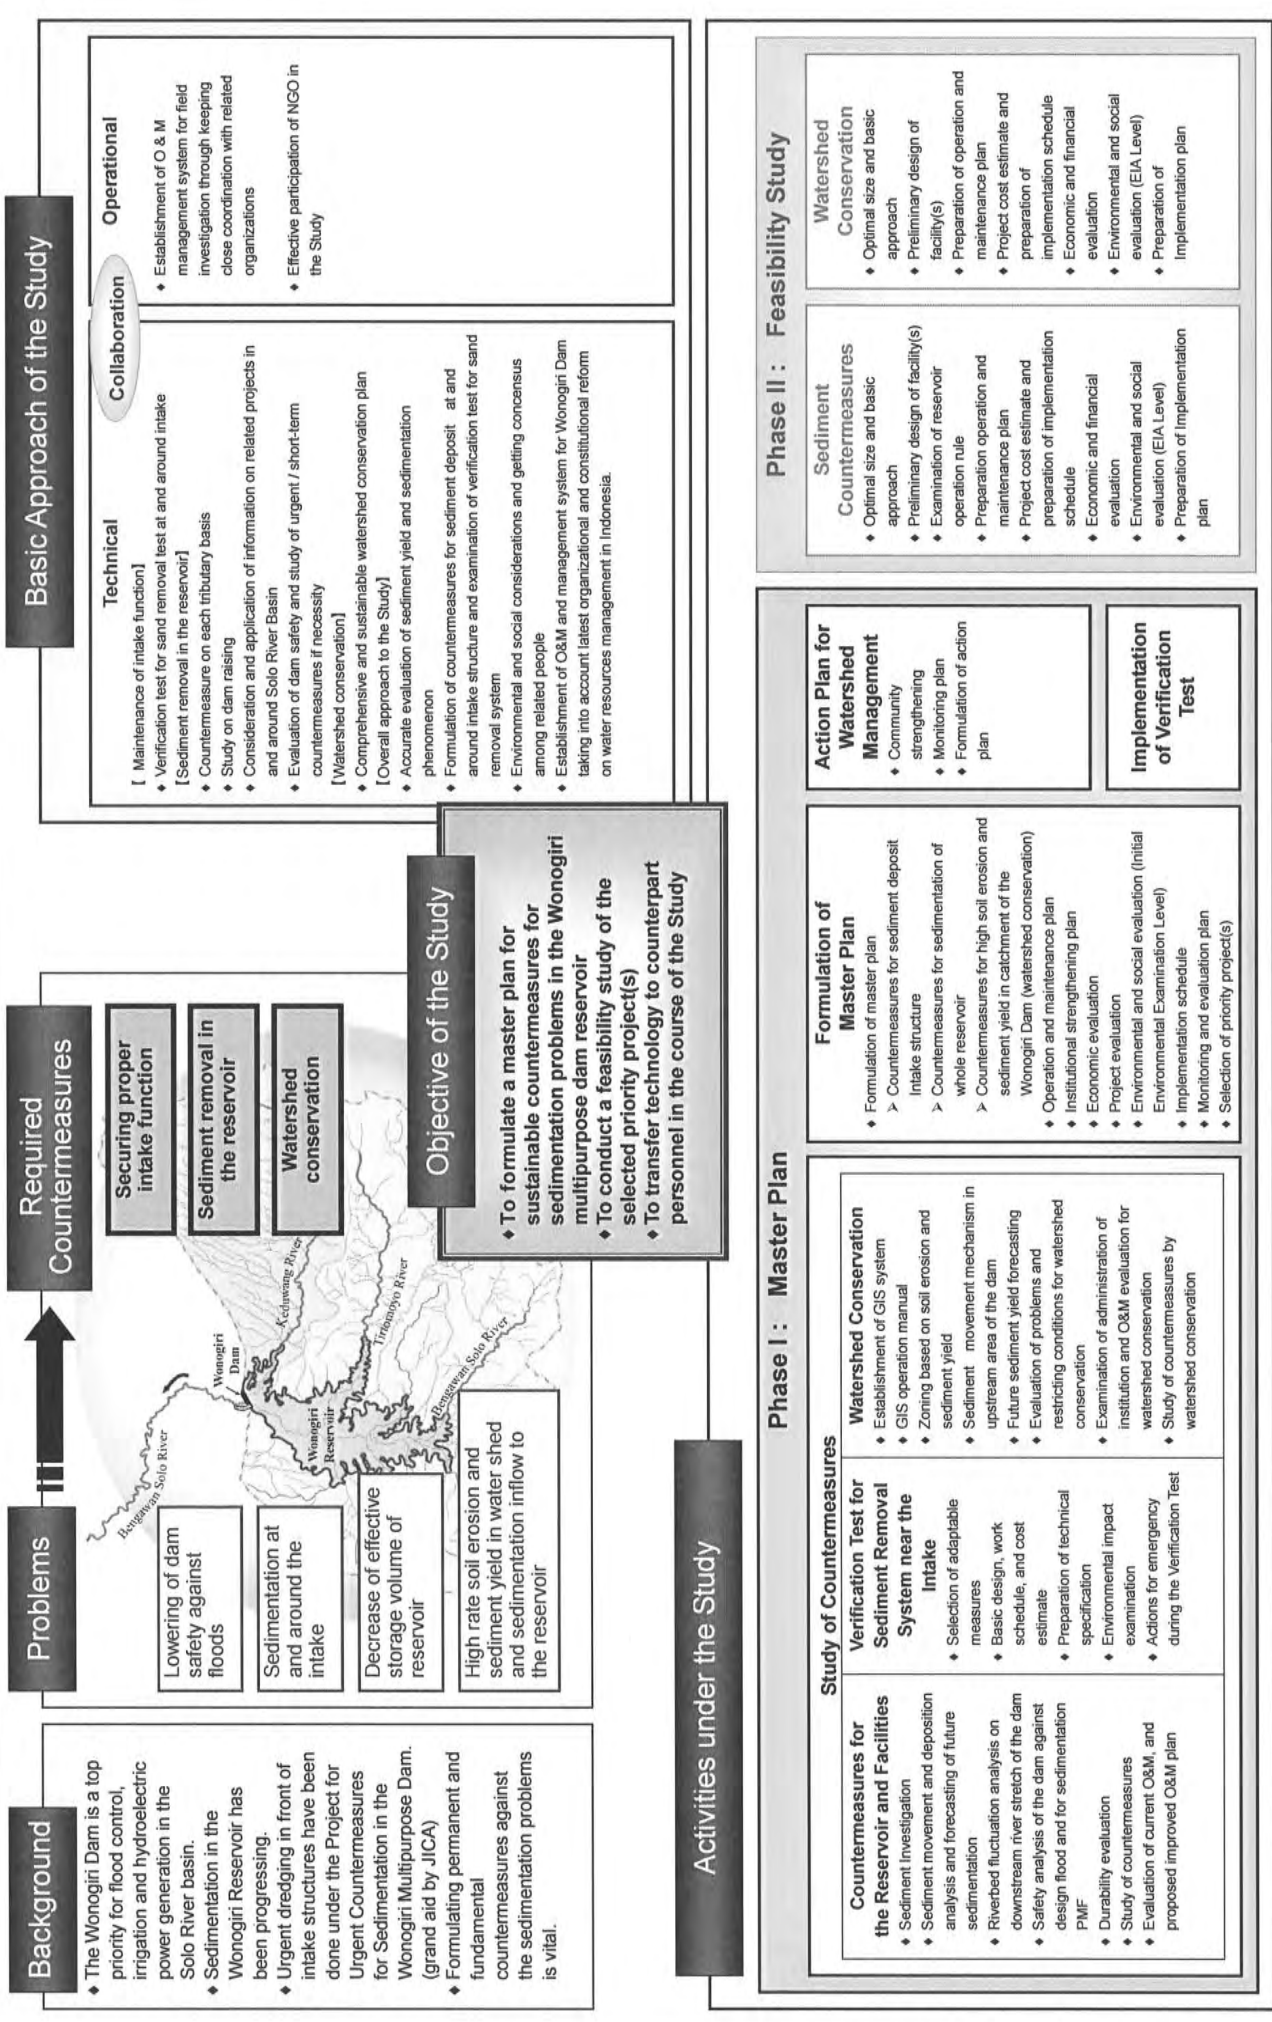 Background
♦ The Wonogiri Dam is a top
priority for flood control,
irrigation and hydroelectric
power generation in the
Solo River basin.
♦ Sedimentation in the
Wonogiri Reservoir has
been progressing.
♦ Urgent dredging in front of
intake structures have been
done under the Project for
Urgent Countermeasures
for Sedimentation in the
Wonogiri Multipurpose Dam.
(grand aid by JICA)
♦ Formulating permanent and
fundamental
countermeasures against
the sedimentation problems
is vital.
Problems
Lowering of dam
safety against
floods
Sedimentation at
and around the
intake
Decrease of effective
storage volume of
reservoir
High rate soil erosion and
sediment yield in water shed
and sedimentation inflow to
the reservoir
Bengawan Solo River
Wonogiri
Dam
Wonogiri
Reservoir
Keduwang River
Tirtomoyo River
Bengawan Solo River
Required
Countermeasures
Securing proper
intake function
Sediment removal in
the reservoir
Watershed
conservation
Objective of the Study
♦ To formulate a master plan for
sustainable countermeasures for
sedimentation problems in the Wonogiri
multipurpose dam reservoir
♦ To conduct a feasibility study of the
selected priority project(s)
♦ To transfer technology to counterpart
personnel in the course of the Study
Basic Approach of the Study
Collaboration
Technical
【 Maintenance of intake function】
♦ Verification test for sand removal test at and around intake
【Sediment removal in the reservoir】
♦ Countermeasure on each tributary basis
♦ Study on dam raising
♦ Consideration and application of information on related projects in
and around Solo River Basin
♦ Evaluation of dam safety and study of urgent / short-term
countermeasures if necessity
【Watershed conservation】
♦ Comprehensive and sustainable watershed conservation plan
【Overall approach to the Study】
♦ Accurate evaluation of sediment yield and sedimentation
phenomenon
♦ Formulation of countermeasures for sediment deposit at and
around intake structure and examination of verification test for sand
removal system
♦ Environmental and social considerations and getting concensus
among related people
♦ Establishment of O&M and management system for Wonogiri Dam
taking into account latest organizational and constitutional reform
on water resources management in Indonesia.
Operational
♦ Establishment of O & M
management system for field
investigation through keeping
close coordination with related
organizations
♦ Effective participation of NGO in
the Study
Activities under the Study
Phase I : Master Plan
Study of Countermeasures
Countermeasures for
the Reservoir and Facilities
♦ Sediment Investigation
♦ Sediment movement and deposition
analysis and forecasting of future
sedimentation
♦ Riverbed fluctuation analysis on
downstream river stretch of the dam
♦ Safety analysis of the dam against
design flood and for sedimentation
PMF
♦ Durability evaluation
♦ Study of countermeasures
♦ Evaluation of current O&M, and
proposed improved O&M plan
Verification Test for
Sediment Removal
System near the
Intake
♦ Selection of adaptable
measures
♦ Basic design, work
schedule, and cost
estimate
♦ Preparation of technical
specification
♦ Environmental impact
examination
♦ Actions for emergency
during the Verification Test
Watershed Conservation
♦ Establishment of GIS system
♦ GIS operation manual
♦ Zoning based on soil erosion and
sediment yield
♦ Sediment movement mechanism in
upstream area of the dam
♦ Future sediment yield forecasting
♦ Evaluation of problems and
restricting conditions for watershed
conservation
♦ Examination of administration of
institution and O&M evaluation for
watershed conservation
♦ Study of countermeasures by
watershed conservation
Formulation of
Master Plan
♦ Formulation of master plan
➢ Countermeasures for sediment deposit
Intake structure
➢ Countermeasures for sedimentation of
whole reservoir
➢ Countermeasures for high soil erosion and
sediment yield in catchment of the
Wonogiri Dam (watershed conservation)
♦ Operation and maintenance plan
♦ Institutional strengthening plan
♦ Economic evaluation
♦ Project evaluation
♦ Environmental and social evaluation (Initial
Environmental Examination Level)
♦ Implementation schedule
♦ Monitoring and evaluation plan
♦ Selection of priority project(s)
Action Plan for
Watershed
Management
♦ Community
strengthening
♦ Monitoring plan
♦ Formulation of action
plan
Implementation
of Verification
Test
Phase II : Feasibility Study
Sediment
Countermeasures
♦ Optimal size and basic
approach
♦ Preliminary design of facility(s)
♦ Examination of reservoir
operation rule
♦ Preparation operation and
maintenance plan
♦ Project cost estimate and
preparation of implementation
schedule
♦ Economic and financial
evaluation
♦ Environmental and social
evaluation (EIA Level)
♦ Preparation of Implementation
plan
Watershed
Conservation
♦ Optimal size and basic
approach
♦ Preliminary design of
facility(s)
♦ Preparation of operation and
maintenance plan
♦ Project cost estimate and
preparation of
implementation schedule
♦ Economic and financial
evaluation
♦ Environmental and social
evaluation (EIA Level)
♦ Preparation of
Implementation plan